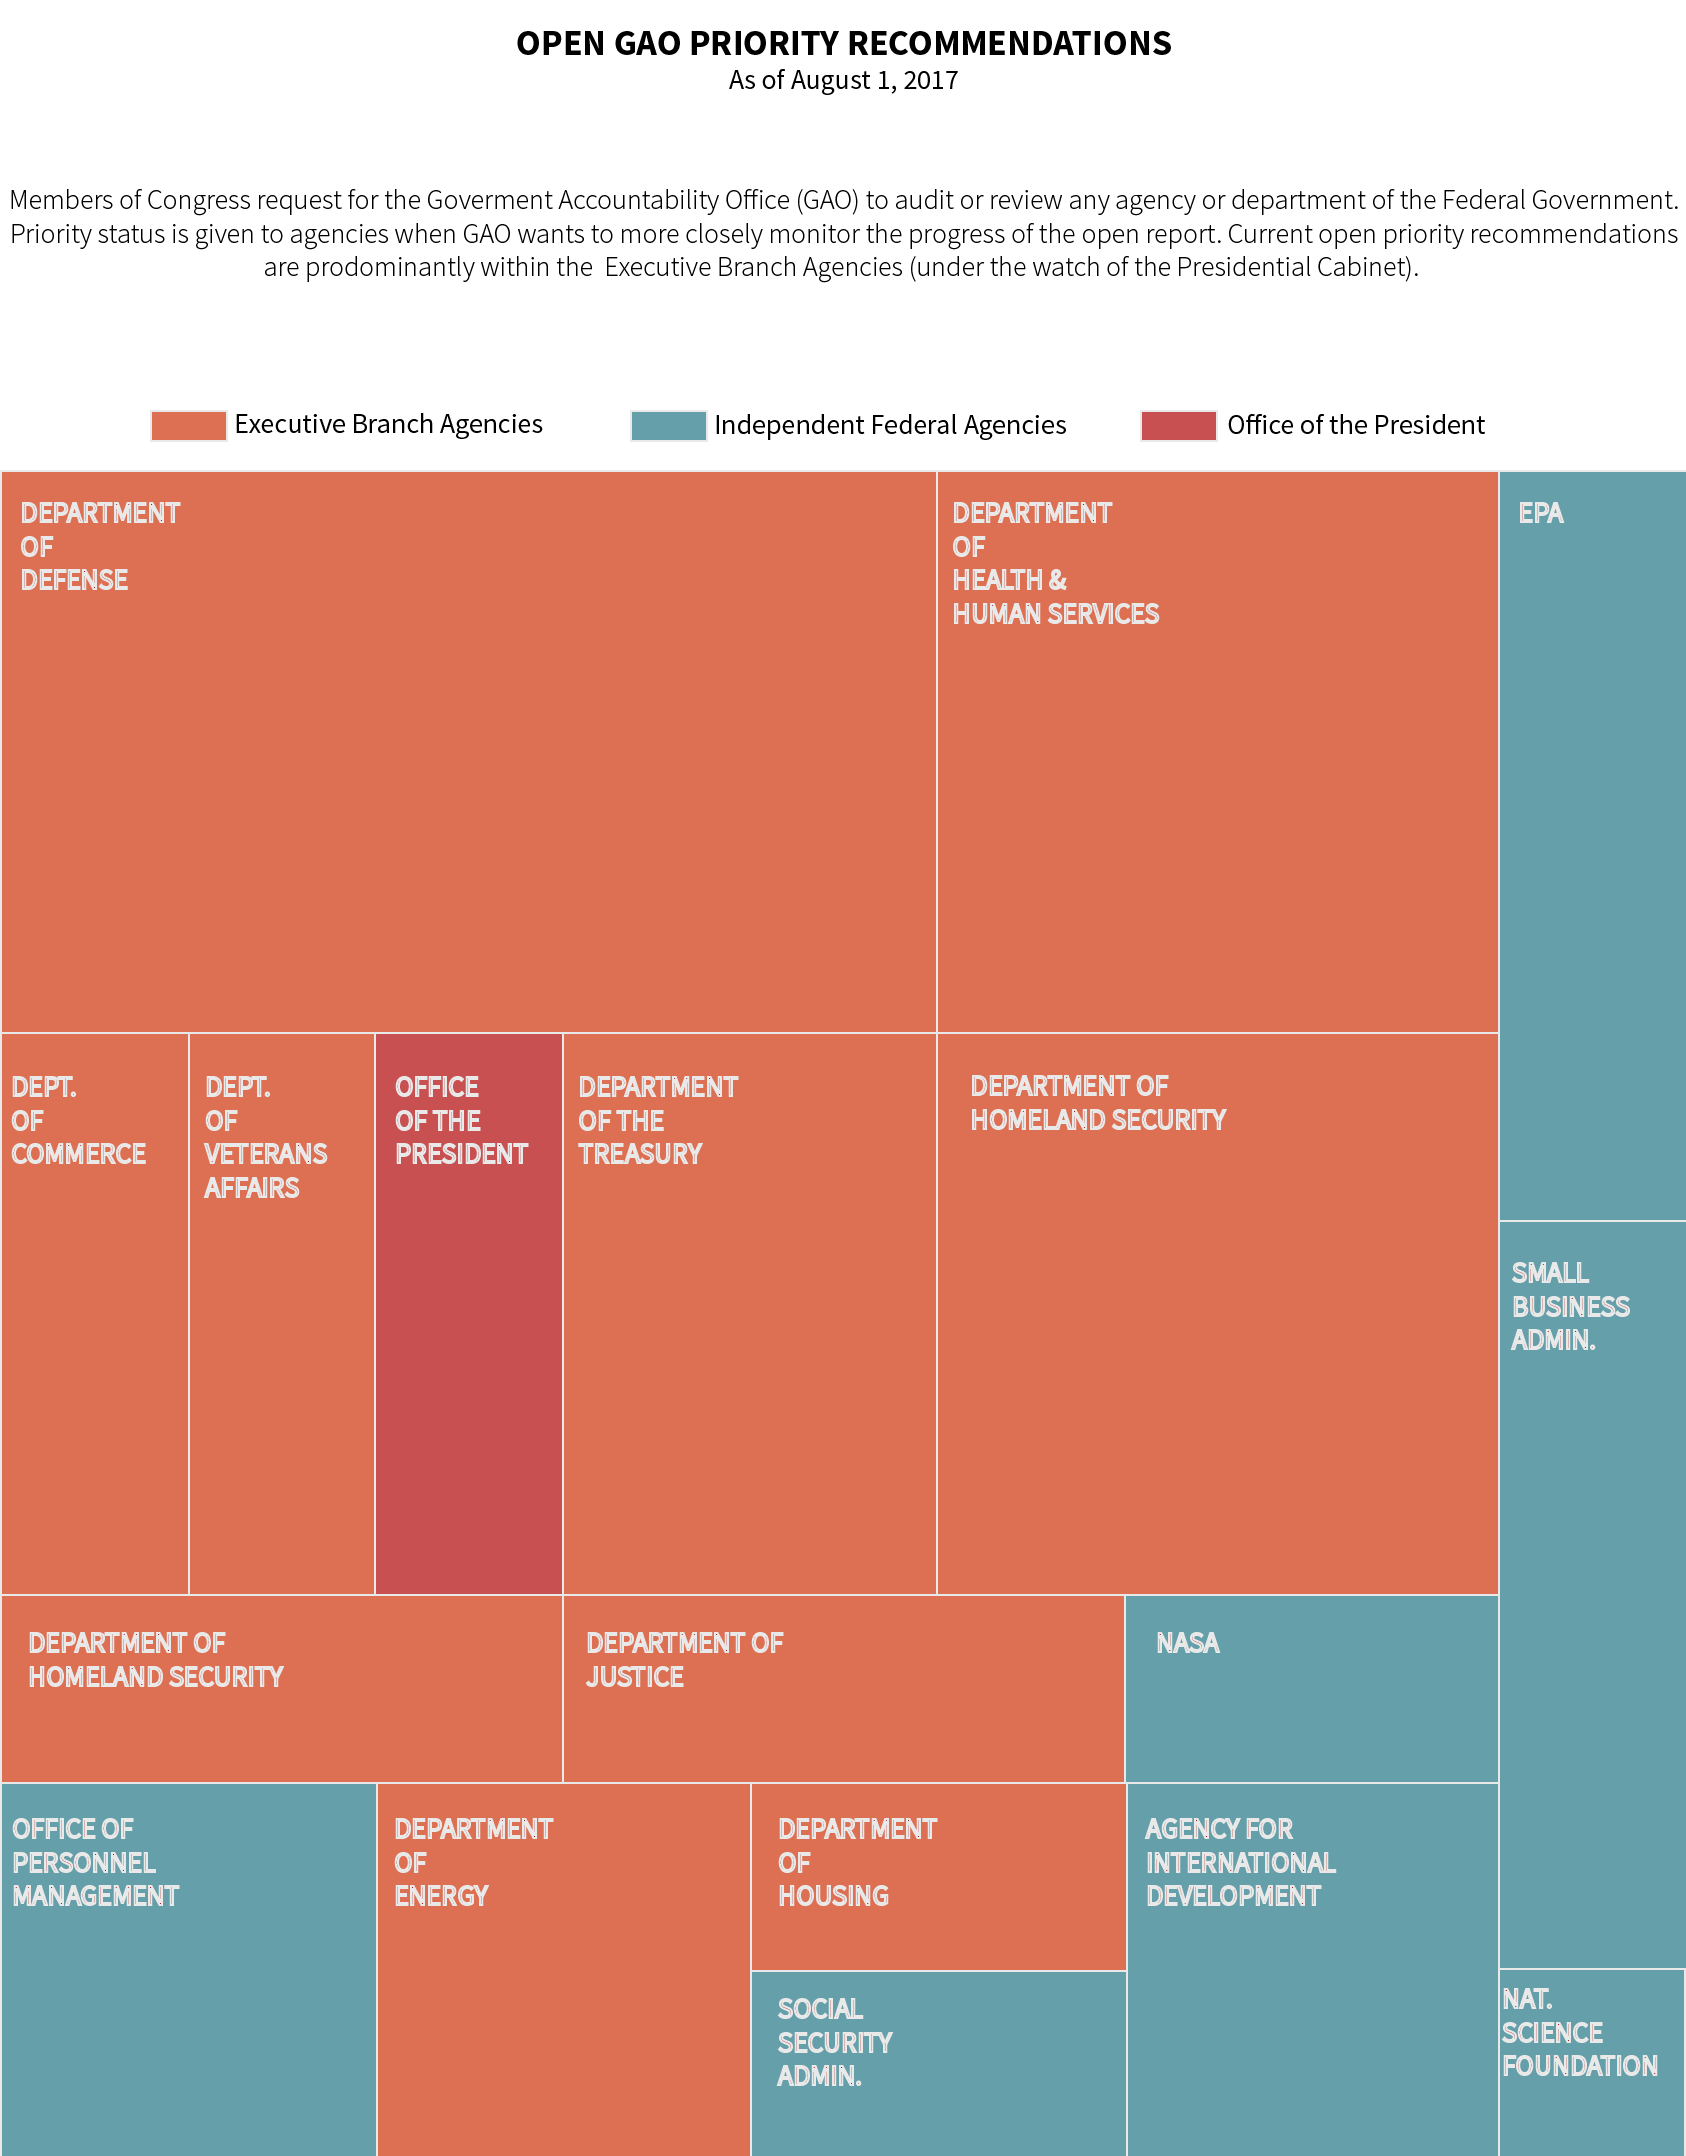 OPEN GAO PRIORITY RECOMMENDATIONS
As of August 1, 2017
Members of Congress request for the Goverment Accountability Office (GAO) to audit or review any agency or department of the Federal Government.
Priority status is given to agencies when GAO wants to more closely monitor the progress of the open report. Current open priority recommendations
are prodominantly within the  Executive Branch Agencies (under the watch of the Presidential Cabinet).
Executive Branch Agencies
Independent Federal Agencies
Office of the President
DEPARTMENT
OF
DEFENSE
DEPARTMENT
OF
HEALTH &
HUMAN SERVICES
EPA
DEPT.
OF
COMMERCE
DEPT.
OF
VETERANS
AFFAIRS
OFFICE
OF THE
PRESIDENT
DEPARTMENT
OF THE
TREASURY
DEPARTMENT OF
HOMELAND SECURITY
SMALL
BUSINESS
ADMIN.
DEPARTMENT OF
HOMELAND SECURITY
DEPARTMENT OF
JUSTICE
NASA
OFFICE OF
PERSONNEL
MANAGEMENT
DEPARTMENT
OF
ENERGY
DEPARTMENT
OF
HOUSING
AGENCY FOR
INTERNATIONAL
DEVELOPMENT
SOCIAL
SECURITY
ADMIN.
NAT.
SCIENCE
FOUNDATION